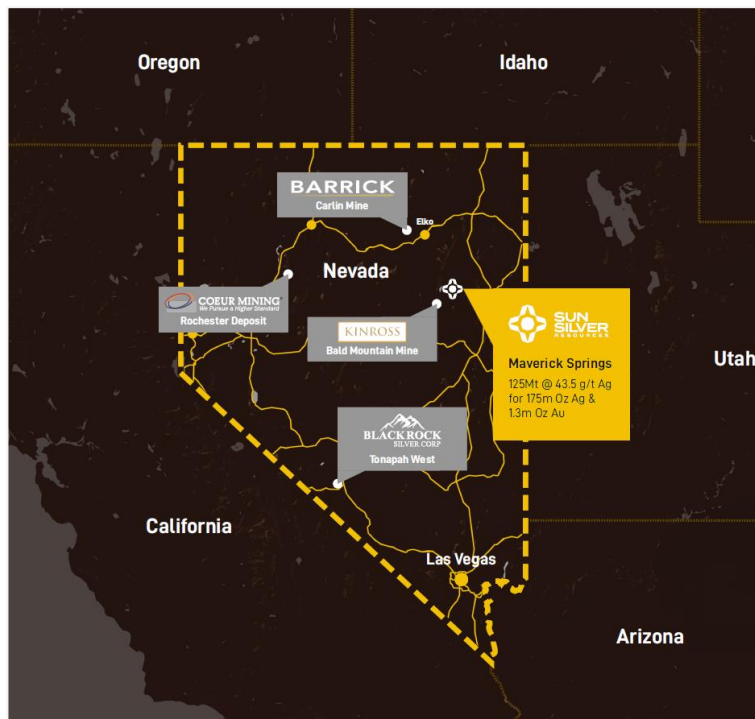 Oregon
Idaho
BARRICK
Carlin Mine
Elko
Nevada
COEUR MINING
We Pursue a Higher Standard
Rochester Deposit
KINROSS
Bald Mountain Mine
SUN
SILVER
RESOURCES
Maverick Springs
125Mt @ 43.5 g/t Ag
for 175m Oz Ag &
1.3m Oz Au
Utah
BLACKROCK
SILVER CORP
Tonapah West
California
Las Vegas
Arizona